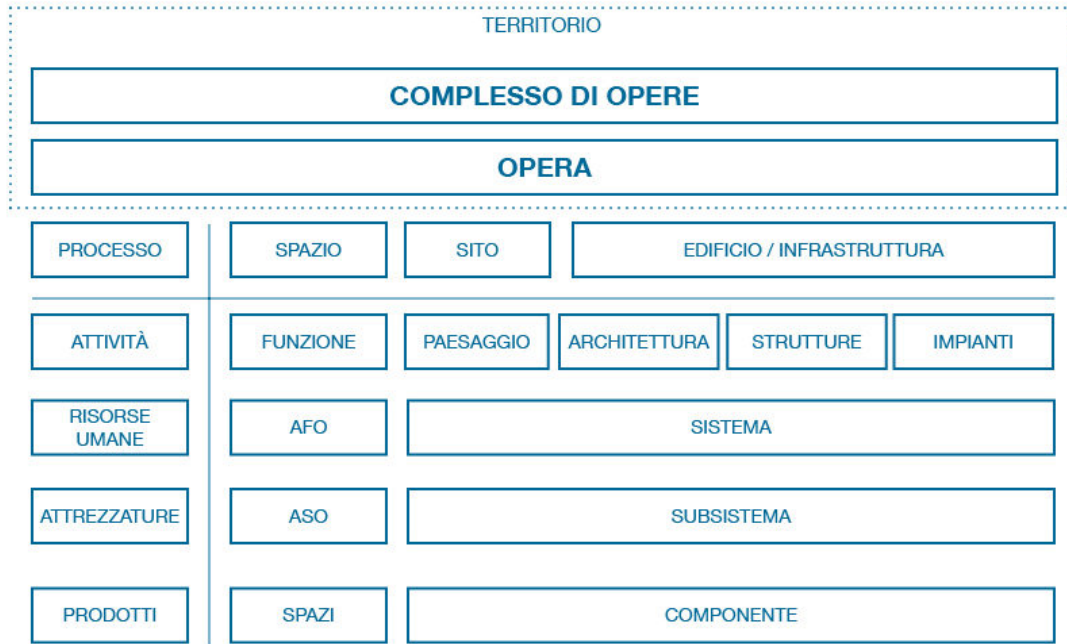 TERRITORIO
COMPLESSO DI OPERE
OPERA
PROCESSO SPAZIO SITO EDIFICIO / INFRASTRUTTURA
ATTIVITÀ FUNZIONE PAESAGGIO ARCHITETTURA STRUTTURE IMPIANTI
RISORSE
UMANE AFO SISTEMA
ATTREZZATURE ASO SUBSISTEMA
PRODOTTI SPAZI COMPONENTE